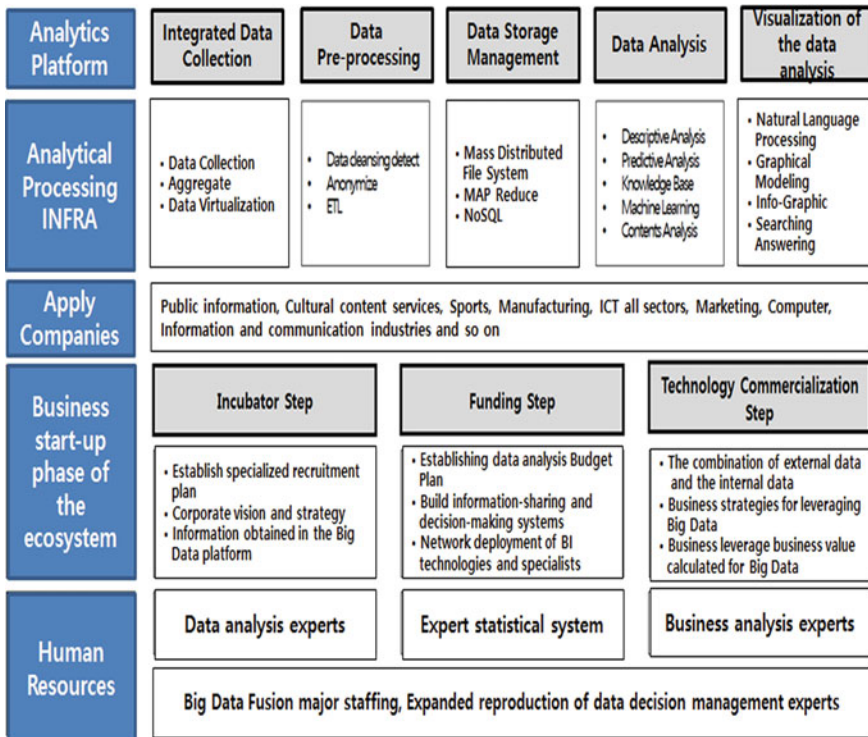 Analytics
Platform
Integrated Data
Collection
Data
Pre-processing
Data Storage
Management
Data Analysis
Visualization of
the data
analysis
Analytical
Processing
INFRA
• Data Collection
• Aggregate
• Data Virtualization
• Data cleansing detect
• Anonymize
• ETL
• Mass Distributed
File System
• MAP Reduce
• NoSQL
• Descriptive Analysis
• Predictive Analysis
• Knowledge Base
• Machine Learning
• Contents Analysis
• Natural Language
Processing
• Graphical
Modeling
• Info-Graphic
• Searching
Answering
Apply
Companies
Public information, Cultural content services, Sports, Manufacturing, ICT all sectors, Marketing, Computer,
Information and communication industries and so on
Business
start-up
phase of
the
ecosystem
Incubator Step
Funding Step
Technology Commercialization
Step
• Establish specialized recruitment
plan
• Corporate vision and strategy
• Information obtained in the Big
Data platform
• Establishing data analysis Budget
Plan
• Build information-sharing and
decision-making systems
• Network deployment of BI
technologies and specialists
• The combination of external data
and the internal data
• Business strategies for leveraging
Big Data
• Business leverage business value
calculated for Big Data
Human
Resources
Data analysis experts
Expert statistical system
Business analysis experts
Big Data Fusion major staffing, Expanded reproduction of data decision management experts